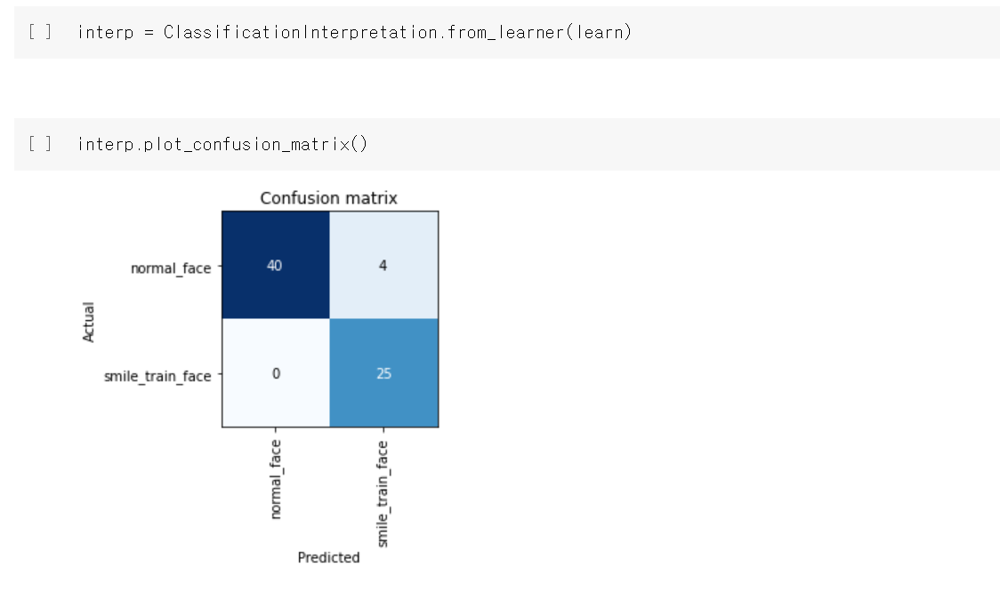 [ ] interp = ClassificationInterpretation.from_learner(learn)
[ ] interp.plot_confusion_matrix()
Confusion matrix
normal_face
40
4
Actual
smile_train_face
0
25
normal_face
smile_train_face
Predicted